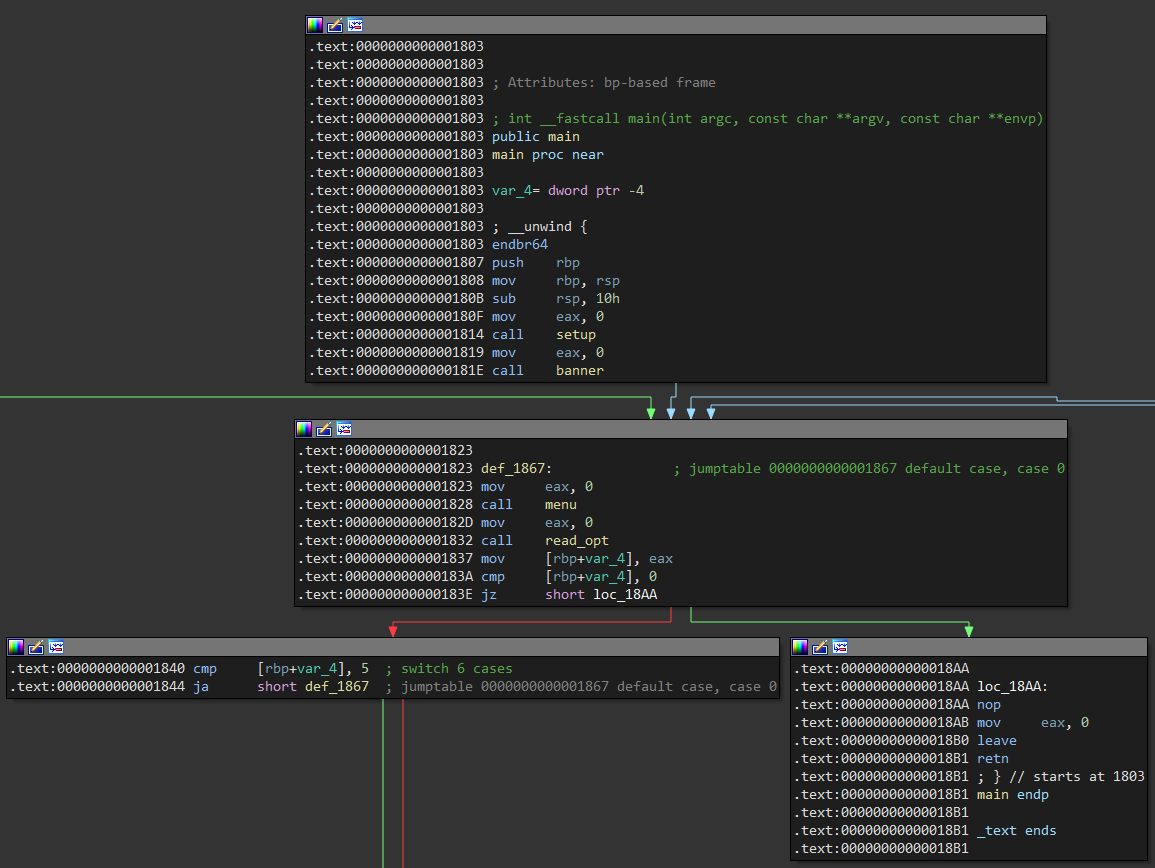 .text:0000000000001803
.text:0000000000001803
.text:0000000000001803 ; Attributes: bp-based frame
.text:0000000000001803
.text:0000000000001803 ; int __fastcall main(int argc, const char **argv, const char **envp)
.text:0000000000001803 public main
.text:0000000000001803 main proc near
.text:0000000000001803
.text:0000000000001803 var_4= dword ptr -4
.text:0000000000001803
.text:0000000000001803 ; __unwind {
.text:0000000000001803 endbr64
.text:0000000000001807 push    rbp
.text:0000000000001808 mov     rbp, rsp
.text:000000000000180B sub     rsp, 10h
.text:000000000000180F mov     eax, 0
.text:0000000000001814 call    setup
.text:0000000000001819 mov     eax, 0
.text:000000000000181E call    banner
.text:0000000000001823
.text:0000000000001823 def_1867:               ; jumptable 0000000000001867 default case, case 0
.text:0000000000001823 mov     eax, 0
.text:0000000000001828 call    menu
.text:000000000000182D mov     eax, 0
.text:0000000000001832 call    read_opt
.text:0000000000001837 mov     [rbp+var_4], eax
.text:000000000000183A cmp     [rbp+var_4], 0
.text:000000000000183E jz      short loc_18AA
.text:0000000000001840 cmp     [rbp+var_4], 5  ; switch 6 cases
.text:0000000000001844 ja      short def_1867  ; jumptable 0000000000001867 default case, case 0
.text:00000000000018AA
.text:00000000000018AA loc_18AA:
.text:00000000000018AA nop
.text:00000000000018AB mov     eax, 0
.text:00000000000018B0 leave
.text:00000000000018B1 retn
.text:00000000000018B1 ; } // starts at 1803
.text:00000000000018B1 main endp
.text:00000000000018B1
.text:00000000000018B1 _text ends
.text:00000000000018B1